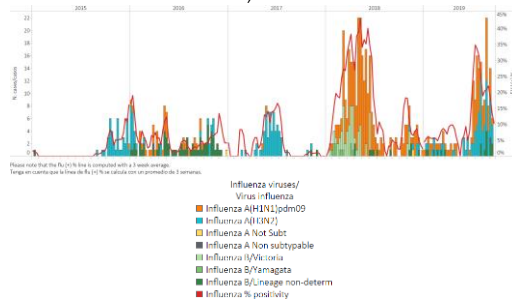 2015 2016 2017 2018 2019
22 45%
20 40%
18 35%
16
14 30%
12 25%
10 20%
8 15%
6
4 10%
2 5%
0 0%
N. cases/casos
Please note that the flu (+) % line is computed with a 3 week average.
Tenga en cuenta que la línea de flu (+) % se calcula con un promedio de 3 semanas.
Influenza viruses/
Virus influenza
Influenza A(H1N1)pdm09
Influenza A(H3N2)
Influenza A Not Subt
Influenza A Non subtypable
Influenza B/Victoria
Influenza B/Yamagata
Influenza B/Lineage non-determ
Influenza % positivity